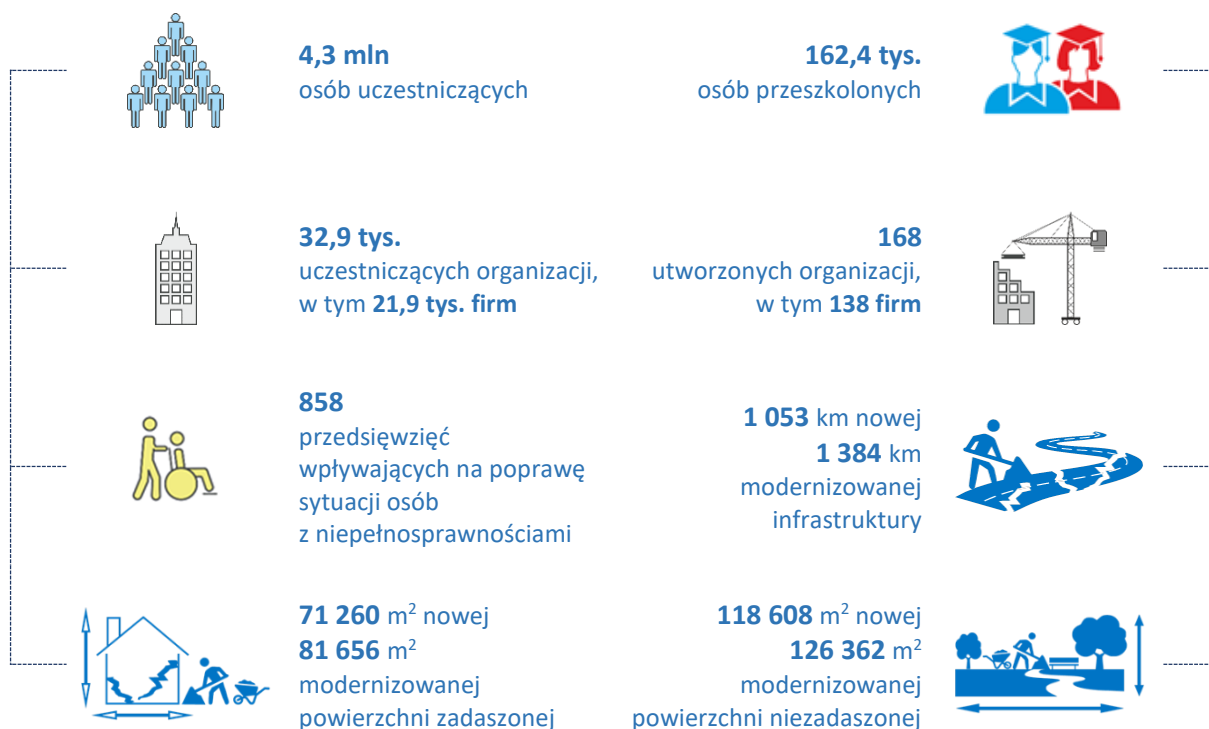 4,3 mln
osób uczestniczących
162,4 tys.
osób przeszkolonych
32,9 tys.
uczestniczących organizacji,
w tym 21,9 tys. firm
168
utworzonych organizacji,
w tym 138 firm
858
przedsięwzięć
wpływających na poprawę
sytuacji osób
z niepełnosprawnościami
1 053 km nowej
1 384 km
modernizowanej
infrastruktury
71 260 m² nowej
81 656 m²
modernizowanej
powierzchni zadaszonej
118 608 m² nowej
126 362 m²
modernizowanej
powierzchni niezadaszonej